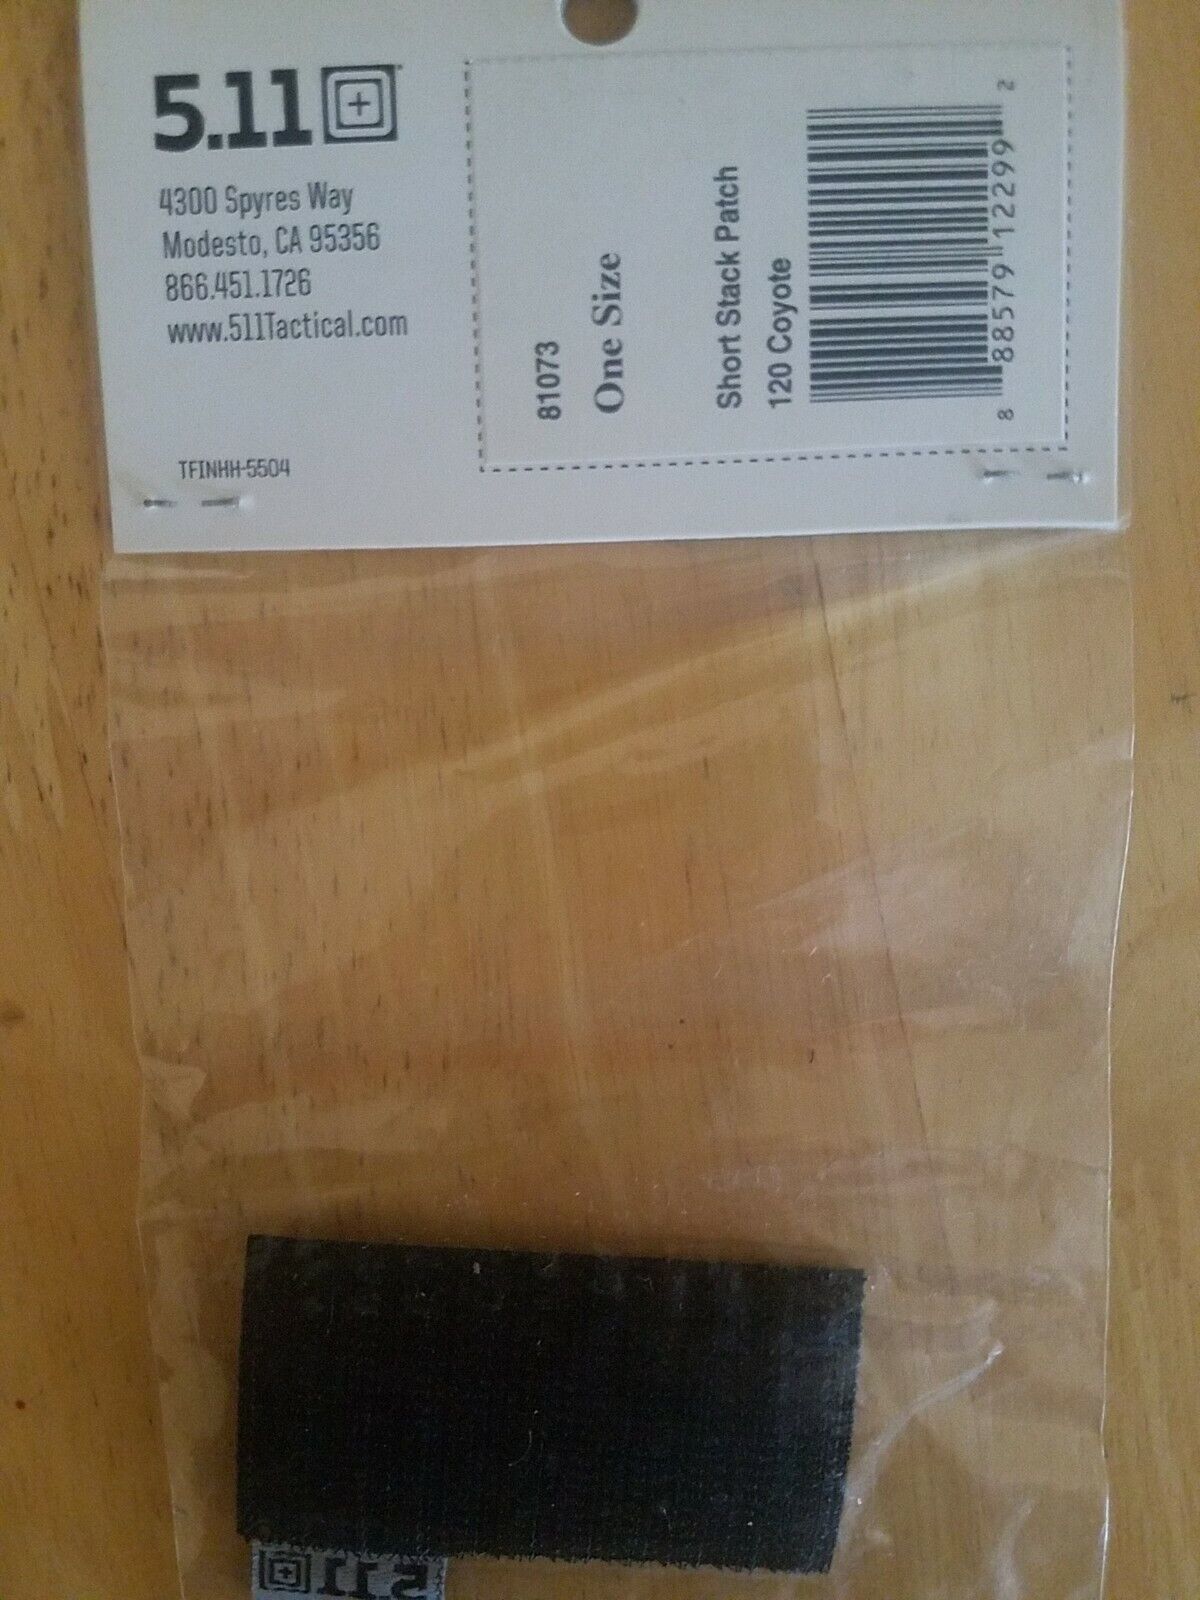 5.11
4300 Spyres Way
Modesto, CA 95356
866.451.1726
www.511Tactical.com
TFINHH-5504
81073
One Size
Short Stack Patch
120 Coyote
8 88579 12299 2
5.11